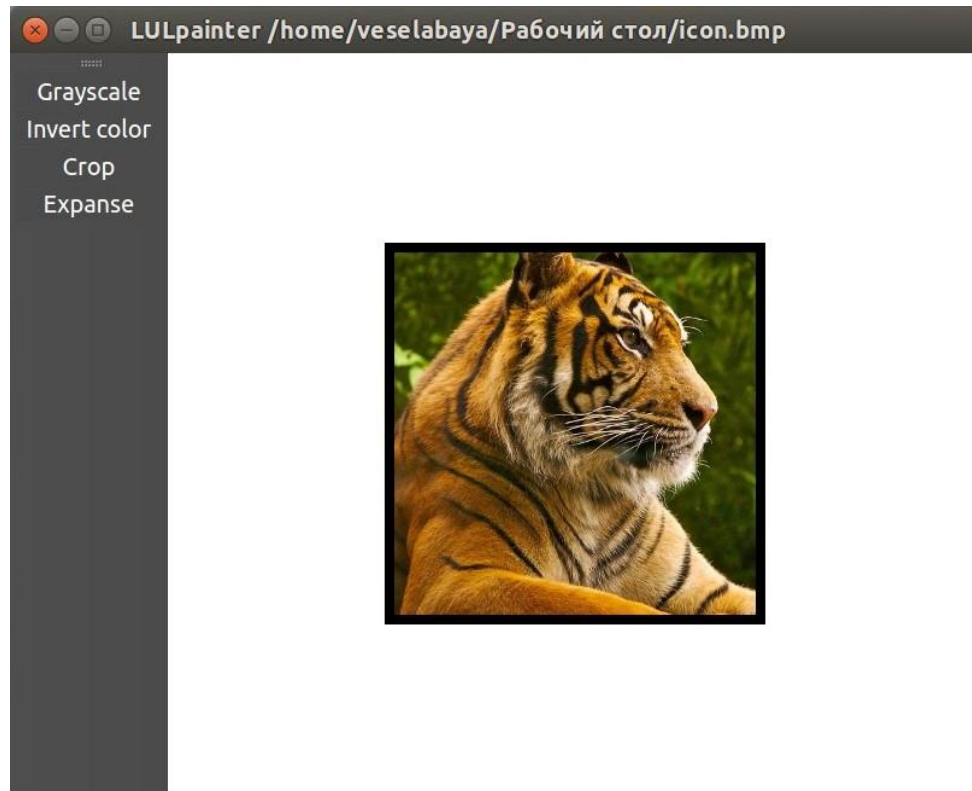 LULpainter /home/veselabaya/Рабочий стол/icon.bmp
Grayscale
Invert color
Crop
Expanse